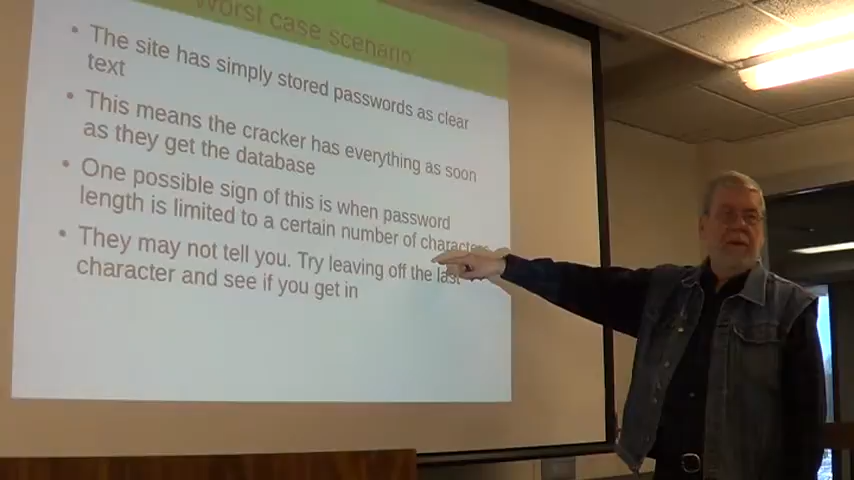 Worst case scenario
• The site has simply stored passwords as clear
text
• This means the cracker has everything as soon
as they get the database
• One possible sign of this is when password
length is limited to a certain number of characters
• They may not tell you. Try leaving off the last
character and see if you get in